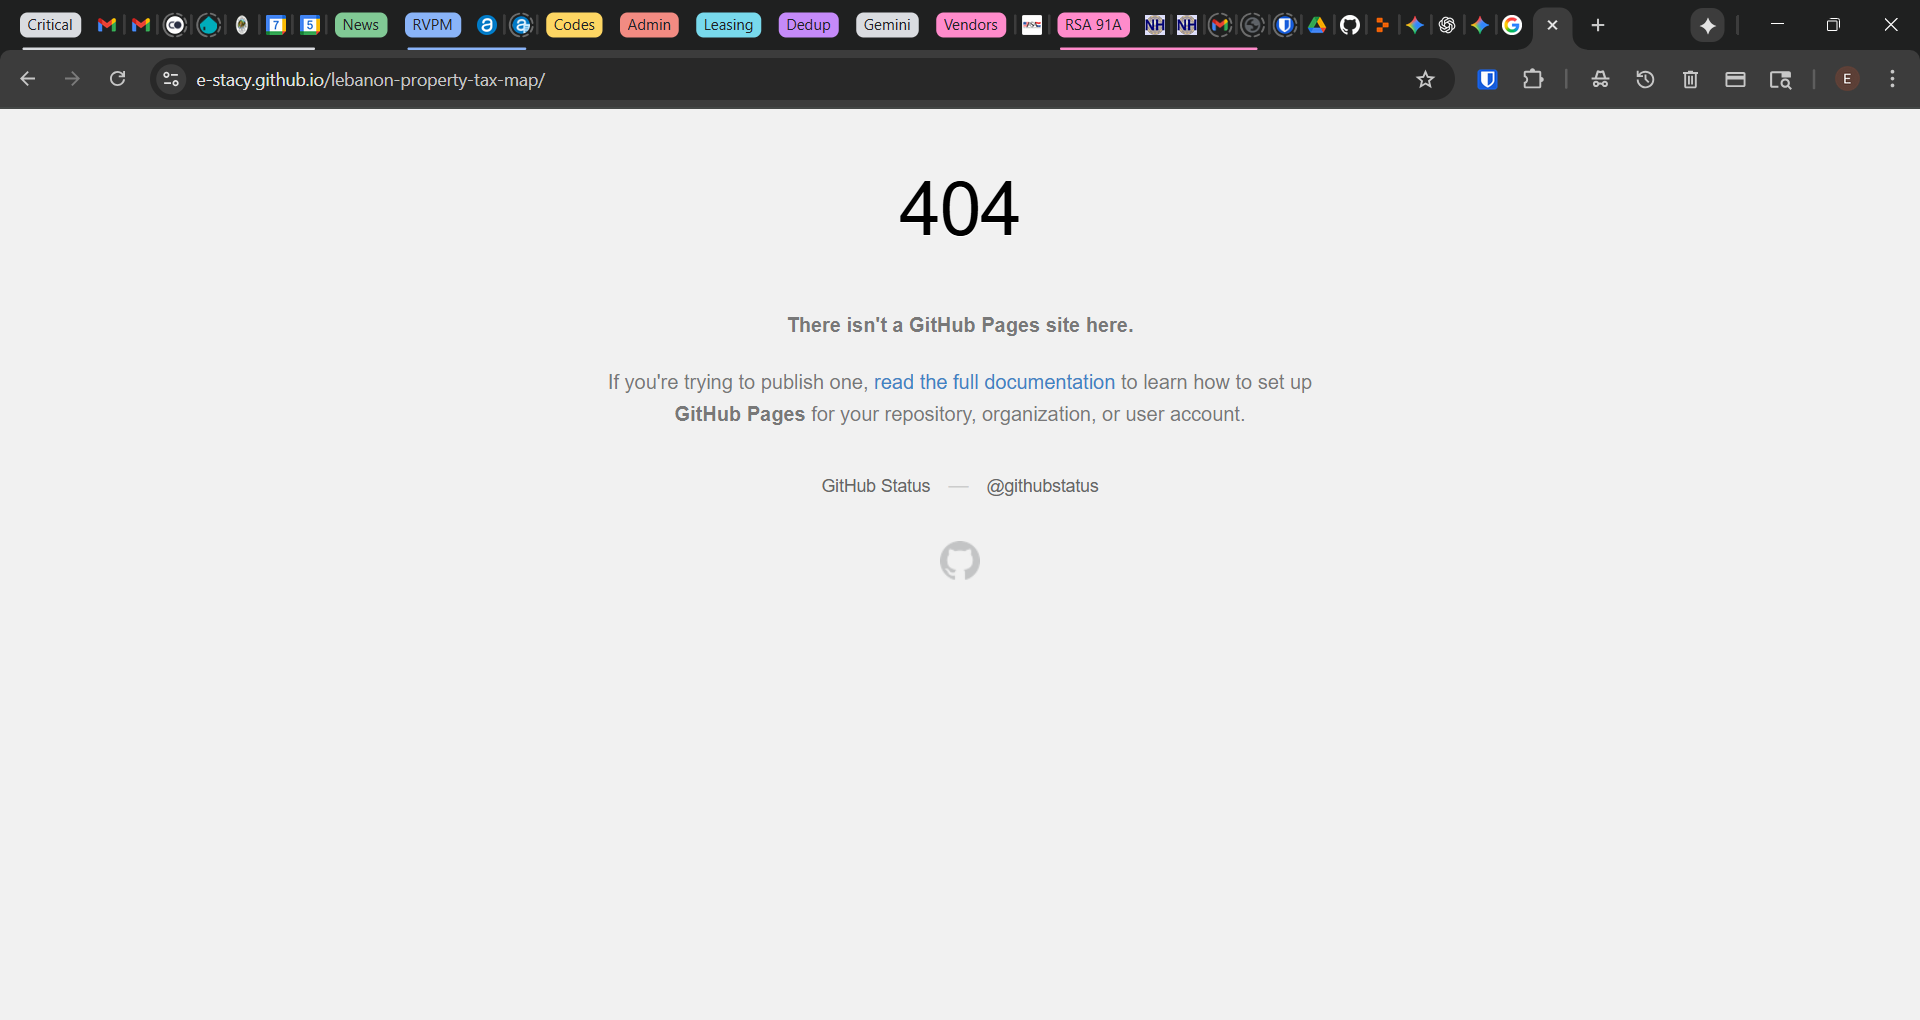 Critical
7
5
News
RVPM
Codes
Admin
Leasing
Dedup
Gemini
Vendors
RSA 91A
NH
NH
e-stacy.github.io/lebanon-property-tax-map/
E
404
There isn't a GitHub Pages site here.
If you're trying to publish one, read the full documentation to learn how to set up
GitHub Pages for your repository, organization, or user account.
GitHub Status — @githubstatus